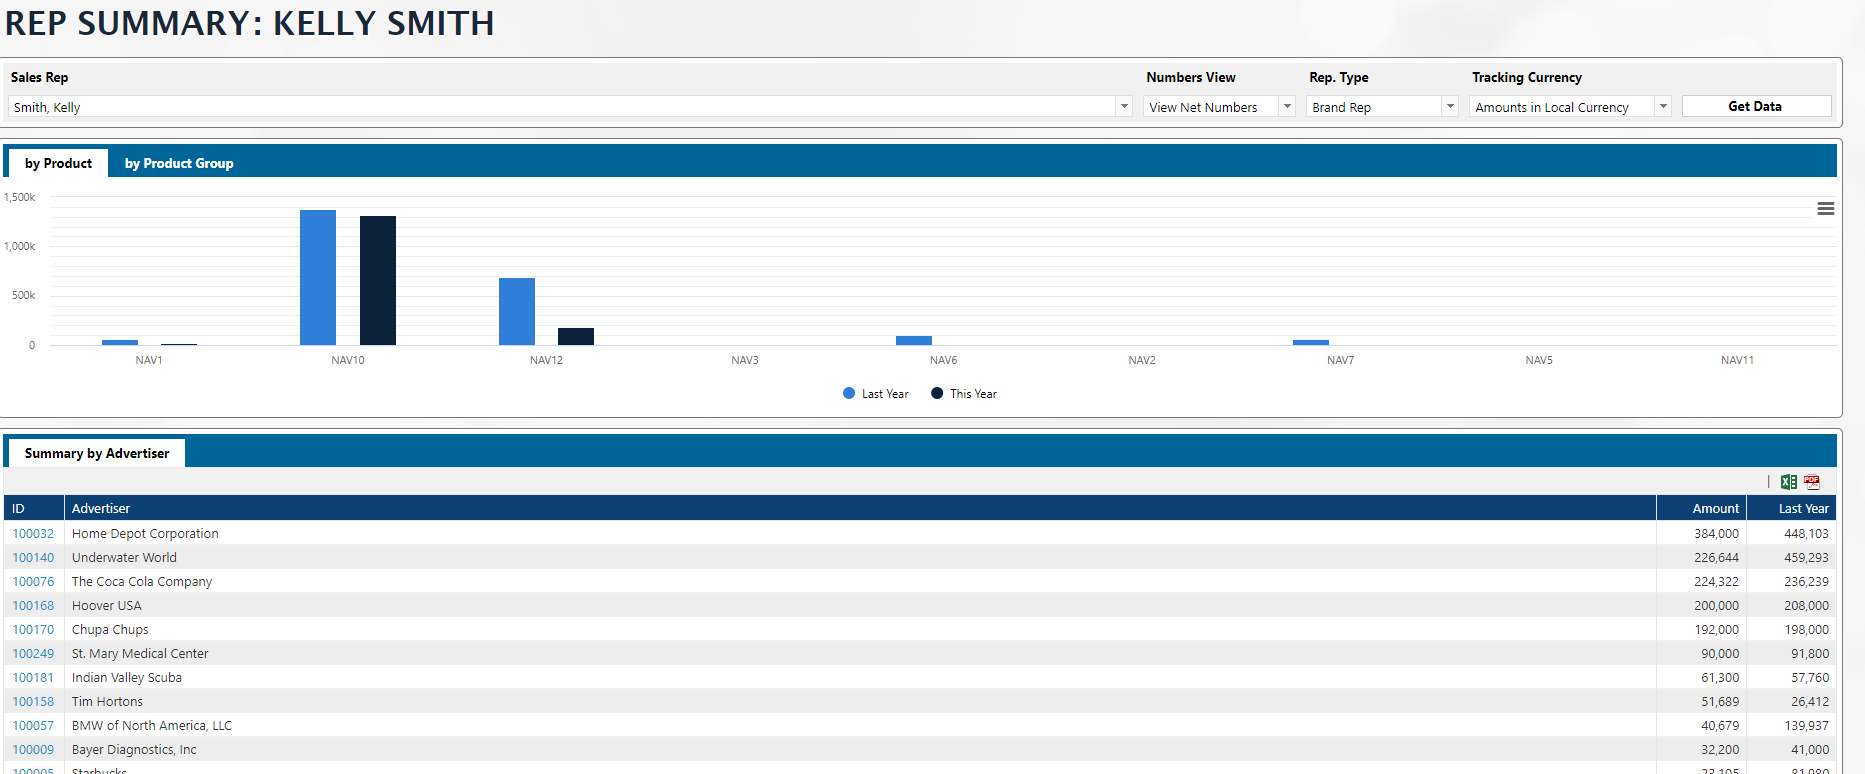 REP SUMMARY: KELLY SMITH
Sales Rep Numbers View Rep. Type Tracking Currency
Smith, Kelly View Net Numbers Brand Rep Amounts in Local Currency Get Data
by Product by Product Group
1,500k
1,000k
500k
0
NAV1 NAV10 NAV12 NAV3 NAV6 NAV2 NAV7 NAV5 NAV11
Last Year This Year
Summary by Advertiser
PDF
ID Advertiser Amount Last Year
100032 Home Depot Corporation 384,000 448,103
100140 Underwater World 226,644 459,293
100076 The Coca Cola Company 224,322 236,239
100168 Hoover USA 200,000 208,000
100170 Chupa Chups 192,000 198,000
100249 St. Mary Medical Center 90,000 91,800
100181 Indian Valley Scuba 61,300 57,760
100158 Tim Hortons 51,689 26,412
100057 BMW of North America, LLC 40,679 139,937
100009 Bayer Diagnostics, Inc 32,200 41,000
100005 Starbucks 23,105 81,980